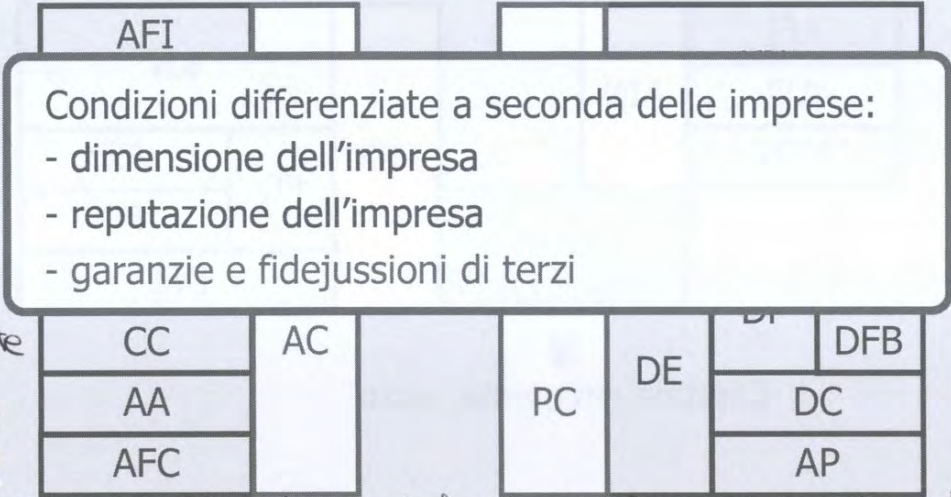 AFI
Condizioni differenziate a seconda delle imprese:
- dimensione dell'impresa
- reputazione dell'impresa
- garanzie e fidejussioni di terzi
CC AC DE DFB
AA PC DC
AFC AP